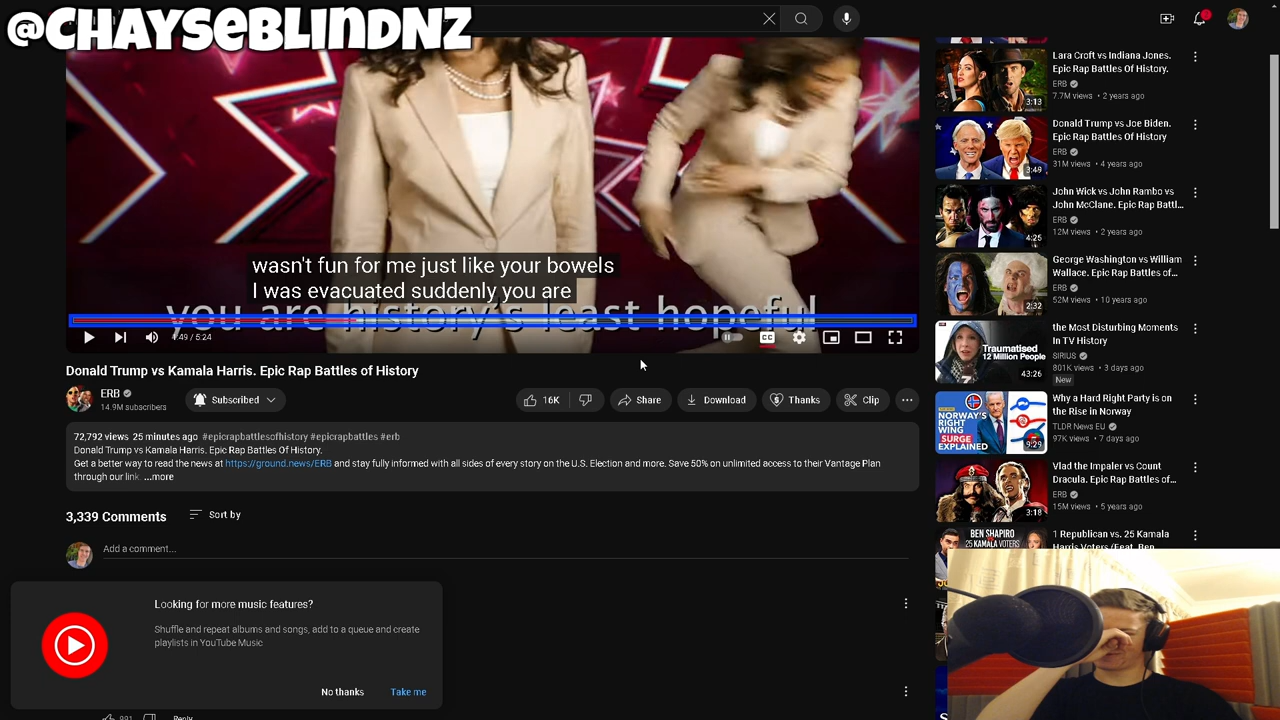 @CHAYSEBLINDNZ
wasn't fun for me just like your bowels
I was evacuated suddenly you are
you are history's least hopeful
4:49 / 5:24
CC
Donald Trump vs Kamala Harris. Epic Rap Battles of History
ERB
14.9M subscribers
Subscribed
16K
Share
Download
Thanks
Clip
72,792 views 25 minutes ago #epicrapbattlesofhistory #epicrapbattles #erb
Donald Trump vs Kamala Harris. Epic Rap Battles of History.
Get a better way to read the news at https://ground.news/ERB and stay fully informed with all sides of every story on the U.S. Election and more. Save 50% on unlimited access to their Vantage Plan
through our link ...more
3,339 Comments
Sort by
Add a comment...
Looking for more music features?
Shuffle and repeat albums and songs, add to a queue and create
playlists in YouTube Music
No thanks
Take me
991
Reply
Lara Croft vs Indiana Jones.
Epic Rap Battles Of History.
ERB
7.7M views • 2 years ago
3:13
Donald Trump vs Joe Biden.
Epic Rap Battles Of History
ERB
31M views • 4 years ago
3:49
John Wick vs John Rambo vs
John McClane. Epic Rap Battl...
ERB
12M views • 2 years ago
4:25
George Washington vs William
Wallace. Epic Rap Battles of...
ERB
52M views • 10 years ago
2:32
the Most Disturbing Moments
In TV History
SIRIUS
801K views • 3 days ago
New
Traumatised
12 Million People
43:26
Why a Hard Right Party is on
the Rise in Norway
TLDR News EU
97K views • 7 days ago
NORWAY'S
RIGHT
WING
SURGE
EXPLAINED
9:29
Vlad the Impaler vs Count
Dracula. Epic Rap Battles of...
ERB
15M views • 5 years ago
3:18
1 Republican vs. 25 Kamala
Harris Voters (Feat. Ben
BEN SHAPIRO
25 KAMALA VOTERS